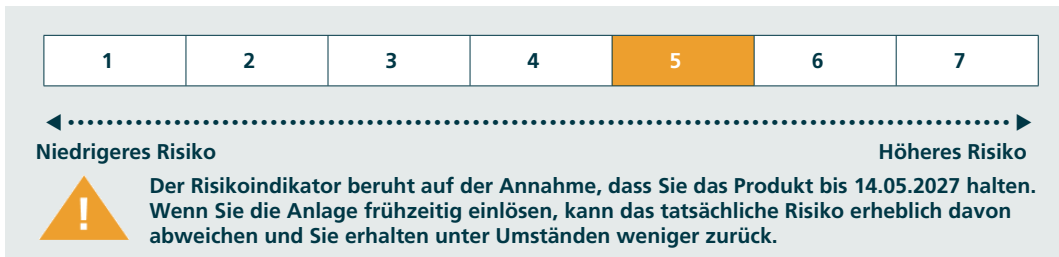 1 2 3 4 5 6 7
Niedrigeres Risiko Höheres Risiko
! Der Risikoindikator beruht auf der Annahme, dass Sie das Produkt bis 14.05.2027 halten.
Wenn Sie die Anlage frühzeitig einlösen, kann das tatsächliche Risiko erheblich davon
abweichen und Sie erhalten unter Umständen weniger zurück.